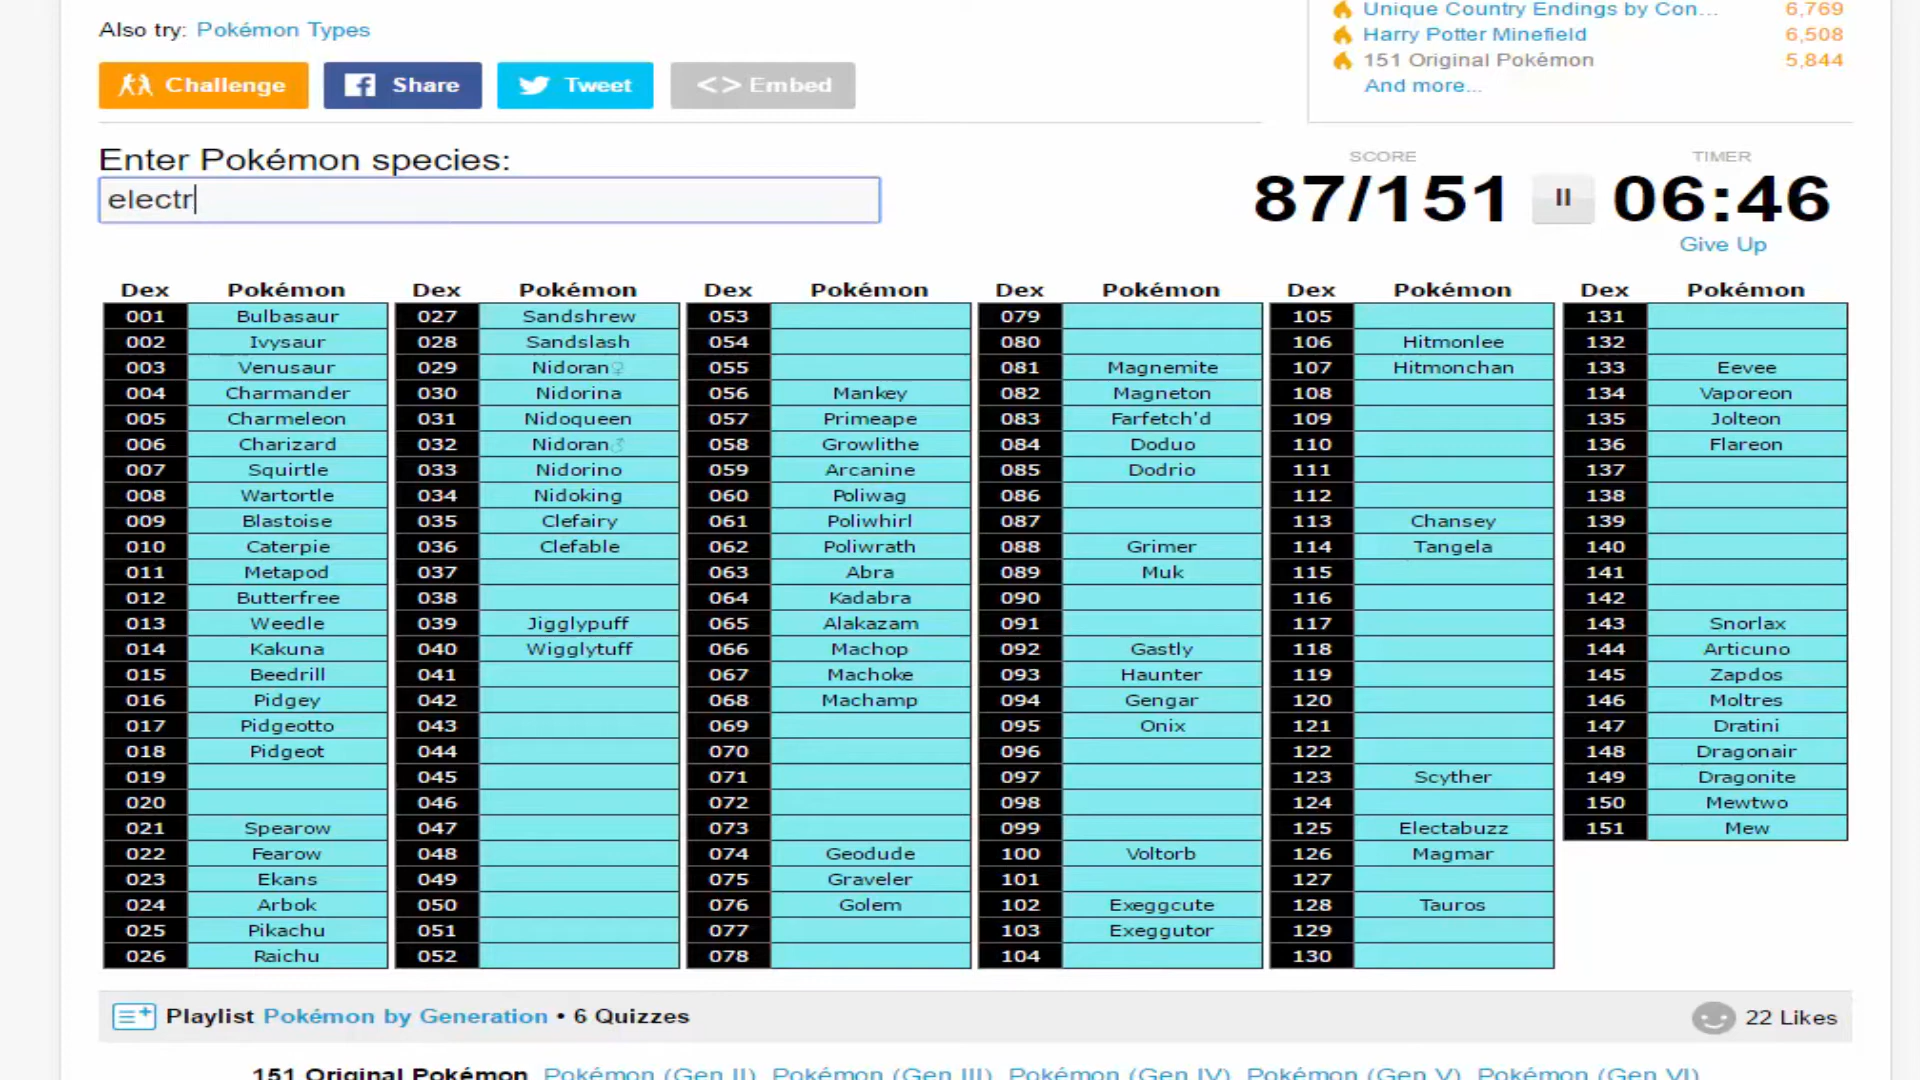 Also try: Pokémon Types
Unique Country Endings by Con... 6,769
Harry Potter Minefield 6,508
151 Original Pokémon 5,844
And more...
Challenge Share Tweet <> Embed
Enter Pokémon species:
electr
SCORE TIMER
87/151 06:46
Give Up
Dex Pokémon Dex Pokémon Dex Pokémon Dex Pokémon Dex Pokémon Dex Pokémon
001 Bulbasaur 027 Sandshrew 053 079 105 131
002 Ivysaur 028 Sandslash 054 080 106 Hitmonlee 132
003 Venusaur 029 Nidoran♀ 055 081 Magnemite 107 Hitmonchan 133 Eevee
004 Charmander 030 Nidorina 056 Mankey 082 Magneton 108 134 Vaporeon
005 Charmeleon 031 Nidoqueen 057 Primeape 083 Farfetch'd 109 135 Jolteon
006 Charizard 032 Nidoran♂ 058 Growlithe 084 Doduo 110 136 Flareon
007 Squirtle 033 Nidorino 059 Arcanine 085 Dodrio 111 137
008 Wartortle 034 Nidoking 060 Poliwag 086 112 138
009 Blastoise 035 Clefairy 061 Poliwhirl 087 113 Chansey 139
010 Caterpie 036 Clefable 062 Poliwrath 088 Grimer 114 Tangela 140
011 Metapod 037 063 Abra 089 Muk 115 141
012 Butterfree 038 064 Kadabra 090 116 142
013 Weedle 039 Jigglypuff 065 Alakazam 091 117 143 Snorlax
014 Kakuna 040 Wigglytuff 066 Machop 092 Gastly 118 144 Articuno
015 Beedrill 041 067 Machoke 093 Haunter 119 145 Zapdos
016 Pidgey 042 068 Machamp 094 Gengar 120 146 Moltres
017 Pidgeotto 043 069 095 Onix 121 147 Dratini
018 Pidgeot 044 070 096 122 148 Dragonair
019 045 071 097 123 Scyther 149 Dragonite
020 046 072 098 124 150 Mewtwo
021 Spearow 047 073 099 125 Electabuzz 151 Mew
022 Fearow 048 074 Geodude 100 Voltorb 126 Magmar
023 Ekans 049 075 Graveler 101 127
024 Arbok 050 076 Golem 102 Exeggcute 128 Tauros
025 Pikachu 051 077 103 Exeggutor 129
026 Raichu 052 078 104 130
Playlist Pokémon by Generation • 6 Quizzes 22 Likes
151 Original Pokémon Pokémon (Gen II) Pokémon (Gen III) Pokémon (Gen IV) Pokémon (Gen V) Pokémon (Gen VI)